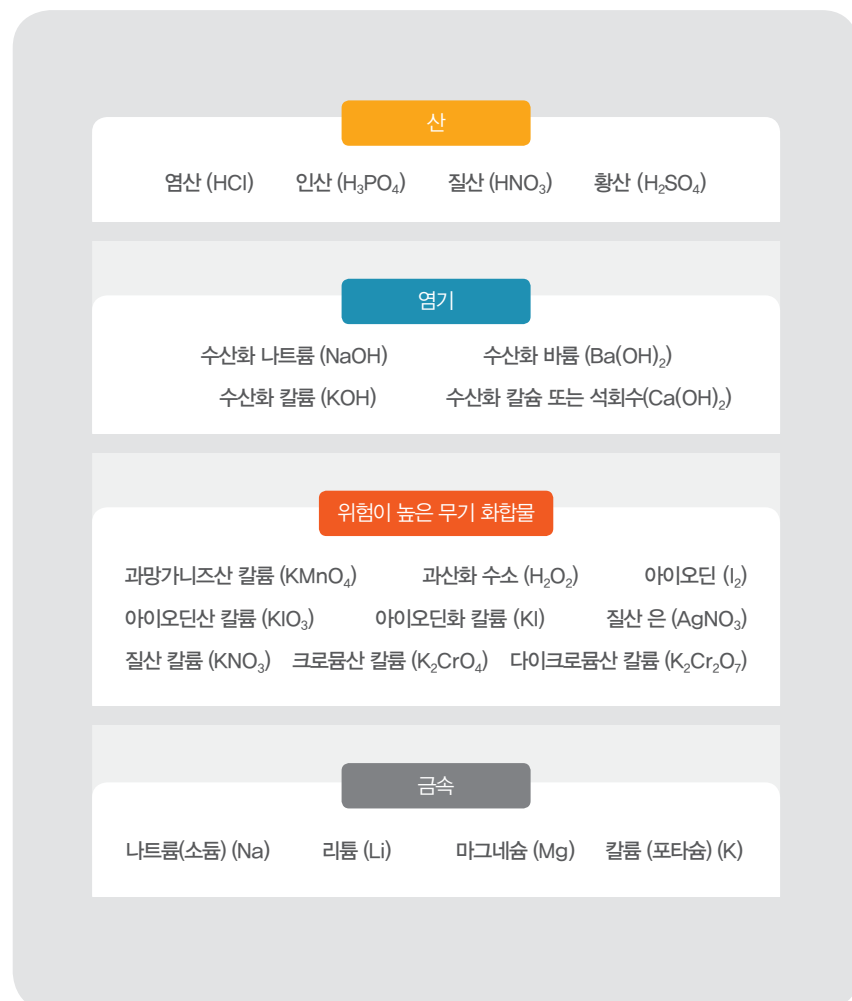 산
염산 (HCl) 인산 (H₃PO₄) 질산 (HNO₃) 황산 (H₂SO₄)
염기
수산화 나트륨 (NaOH) 수산화 바륨 (Ba(OH)₂)
수산화 칼륨 (KOH) 수산화 칼슘 또는 석회수(Ca(OH)₂)
위험이 높은 무기 화합물
과망가니즈산 칼륨 (KMnO₄) 과산화 수소 (H₂O₂) 아이오딘 (I₂)
아이오딘산 칼륨 (KIO₃) 아이오딘화 칼륨 (KI) 질산 은 (AgNO₃)
질산 칼륨 (KNO₃) 크로뮴산 칼륨 (K₂CrO₄) 다이크로뮴산 칼륨 (K₂Cr₂O₇)
금속
나트륨(소듐) (Na) 리튬 (Li) 마그네슘 (Mg) 칼륨 (포타슘) (K)